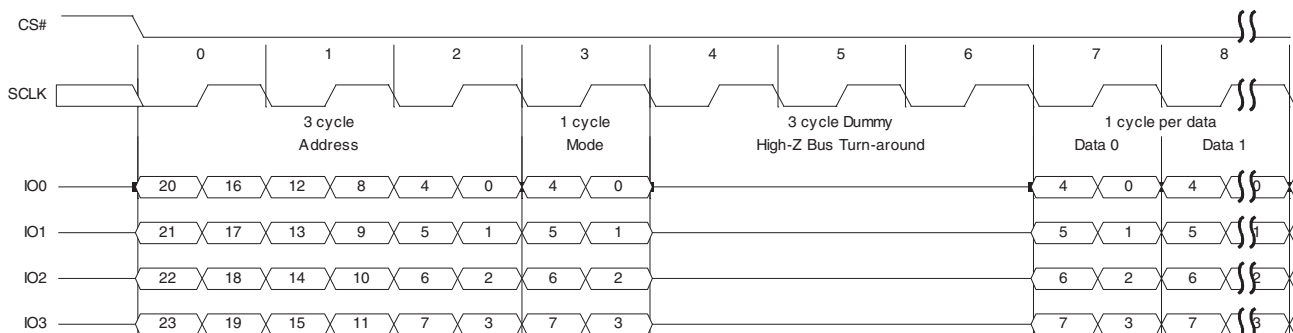 CS#
0 1 2 3 4 5 6 7 8
SCLK
3 cycle 1 cycle 3 cycle Dummy 1 cycle per data
Address Mode High-Z Bus Turn-around Data 0 Data 1
IO0 20 16 12 8 4 0 4 0 4 0 4 0
IO1 21 17 13 9 5 1 5 1 5 1 5 1
IO2 22 18 14 10 6 2 6 2 6 2 6 2
IO3 23 19 15 11 7 3 7 3 7 3 7 3